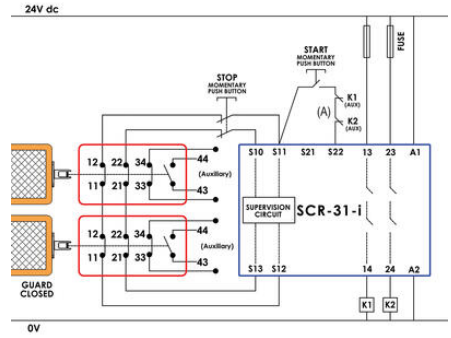 24V dc
START
MOMENTARY
PUSH BUTTON
FUSE
STOP
MOMENTARY
PUSH BUTTON
K1
(AUX)
(A)
K2
(AUX)
12 22 34 44
(Auxiliary)
11 21 33 43
S10 S11 S21 S22 13 23 A1
SUPERVISION
CIRCUIT
SCR-31-i
12 22 34 44
(Auxiliary)
11 21 33 43
S13 S12 14 24 A2
GUARD
CLOSED
K1 K2
0V